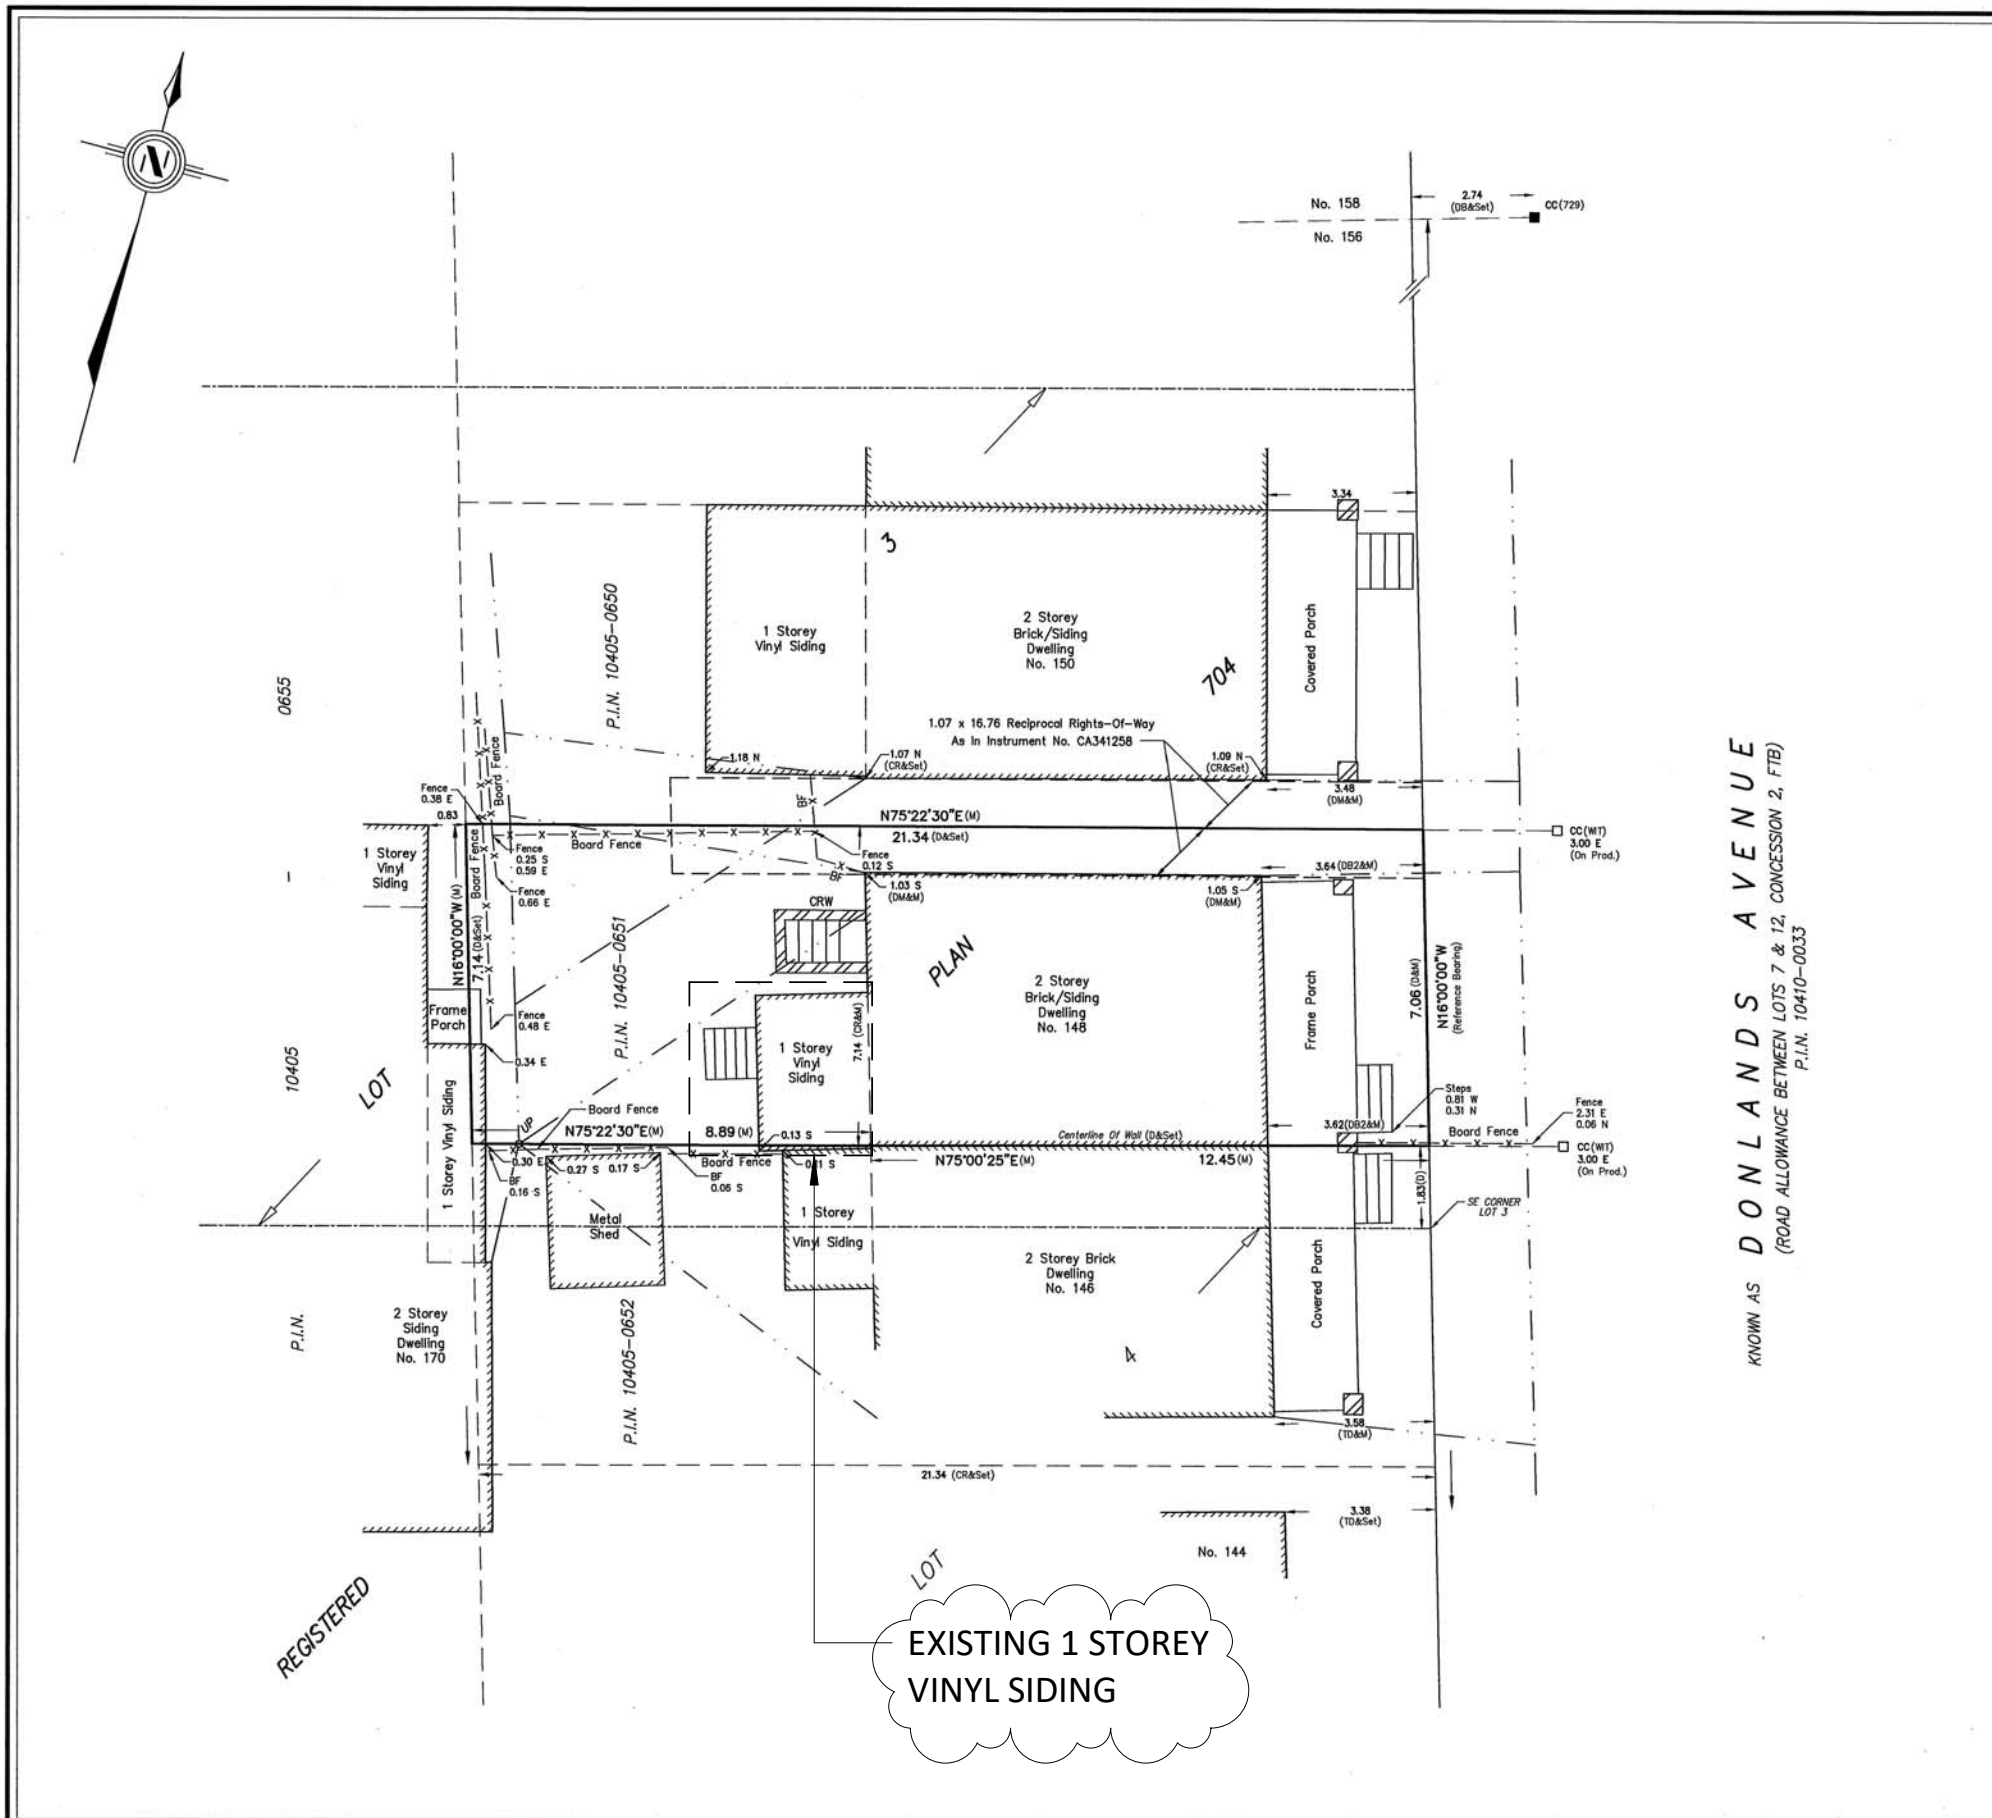 N
No. 158
No. 156
2.74
(DB&Set)
CC(729)
3.34
3
2 Storey
Brick/Siding
Dwelling
No. 150
1 Storey
Vinyl Siding
Covered Porch
704
P.I.N. 10405-0650
0655
1.07 x 16.76 Reciprocal Rights-Of-Way
As In Instrument No. CA341258
1.18 N
1.07 N
(CR&Set)
1.09 N
(CR&Set)
3.48
(DM&M)
Board Fence
Fence
0.38 E
0.83
BF
N75°22'30"E(M)
21.34 (D&Set)
CC(WIT)
3.00 E
(On Prod.)
1 Storey
Vinyl
Siding
Board Fence
Fence
0.25 S
0.59 E
Board Fence
Fence
0.66 E
Fence
0.12 S
BF
1.03 S
(DM&M)
1.05 S
(DM&M)
3.64(DB2&M)
N16°00'00"W(M)
7.14(D&Set)
CRW
PLAN
2 Storey
Brick/Siding
Dwelling
No. 148
Frame Porch
7.06(D&M)
N16°00'00"W
(Reference Bearing)
P.I.N. 10405-0651
Frame
Porch
Fence
0.48 E
0.34 E
7.14 (CR&M)
1 Storey
Vinyl
Siding
10405
-
LOT
1 Storey Vinyl Siding
UP
Board Fence
N75°22'30"E(M)
8.89(M)
0.13 S
Centerline Of Wall (D&Set)
3.62(DB2&M)
Steps
0.81 W
0.31 N
Board Fence
Fence
2.31 E
0.06 N
CC(WIT)
3.00 E
(On Prod.)
0.30 E
BF
0.16 S
0.27 S
0.17 S
Board Fence
BF
0.06 S
N75°00'25"E(M)
12.45(M)
1.83(D)
SE CORNER
LOT 3
Metal
Shed
1 Storey
Vinyl Siding
2 Storey Brick
Dwelling
No. 146
Covered Porch
P.I.N.
2 Storey
Siding
Dwelling
No. 170
P.I.N. 10405-0652
4
3.58
(TD&M)
21.34 (CR&Set)
3.38
(TD&Set)
No. 144
LOT
REGISTERED
EXISTING 1 STOREY
VINYL SIDING
KNOWN AS DONLANDS AVENUE
(ROAD ALLOWANCE BETWEEN LOTS 7 & 12, CONCESSION 2, FTB)
P.I.N. 10410-0033